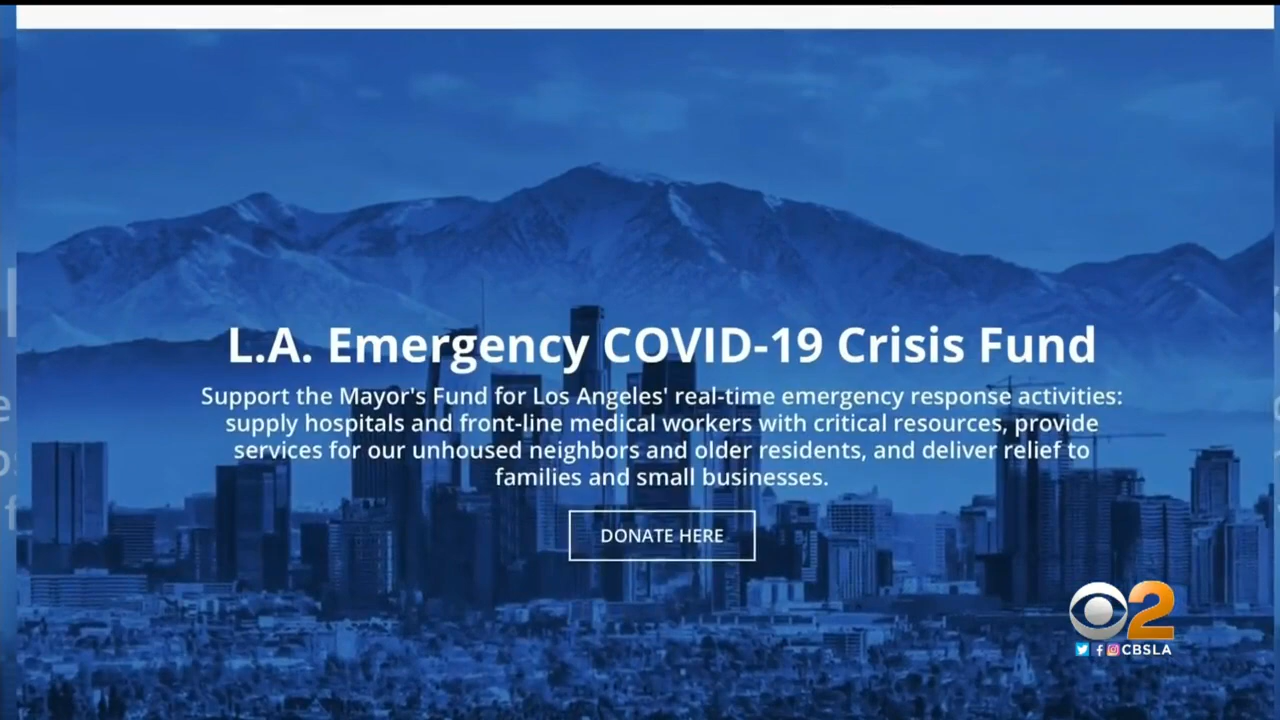 L.A. Emergency COVID-19 Crisis Fund
Support the Mayor's Fund for Los Angeles' real-time emergency response activities:
supply hospitals and front-line medical workers with critical resources, provide
services for our unhoused neighbors and older residents, and deliver relief to
families and small businesses.
DONATE HERE
2
CBSLA